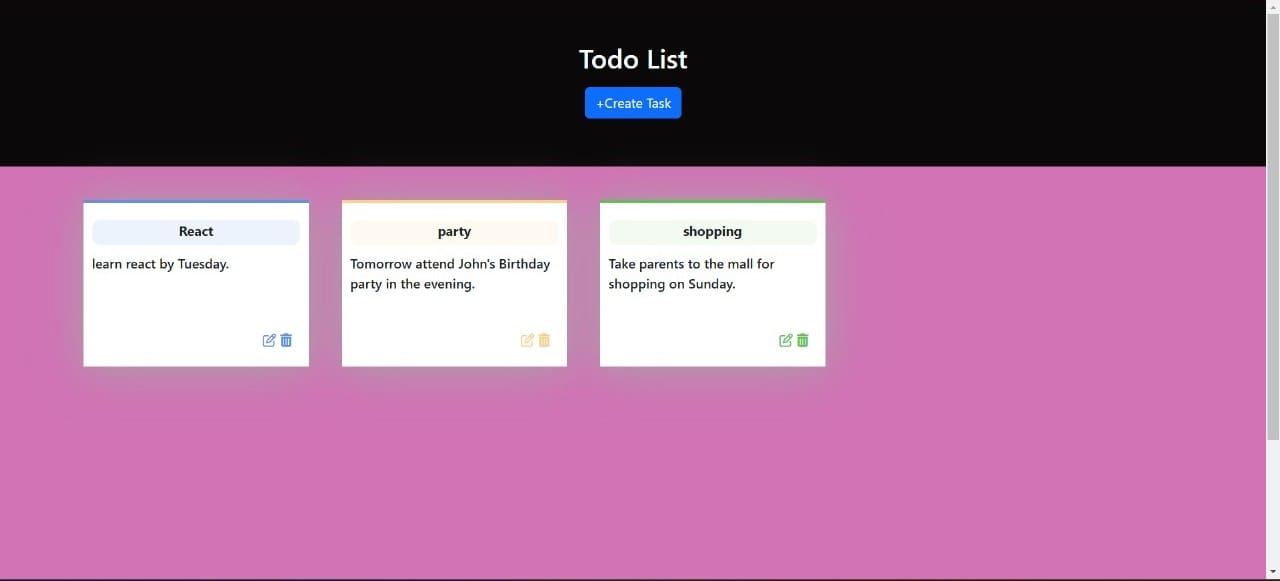 Todo List
+Create Task
React
learn react by Tuesday.
party
Tomorrow attend John's Birthday
party in the evening.
shopping
Take parents to the mall for
shopping on Sunday.